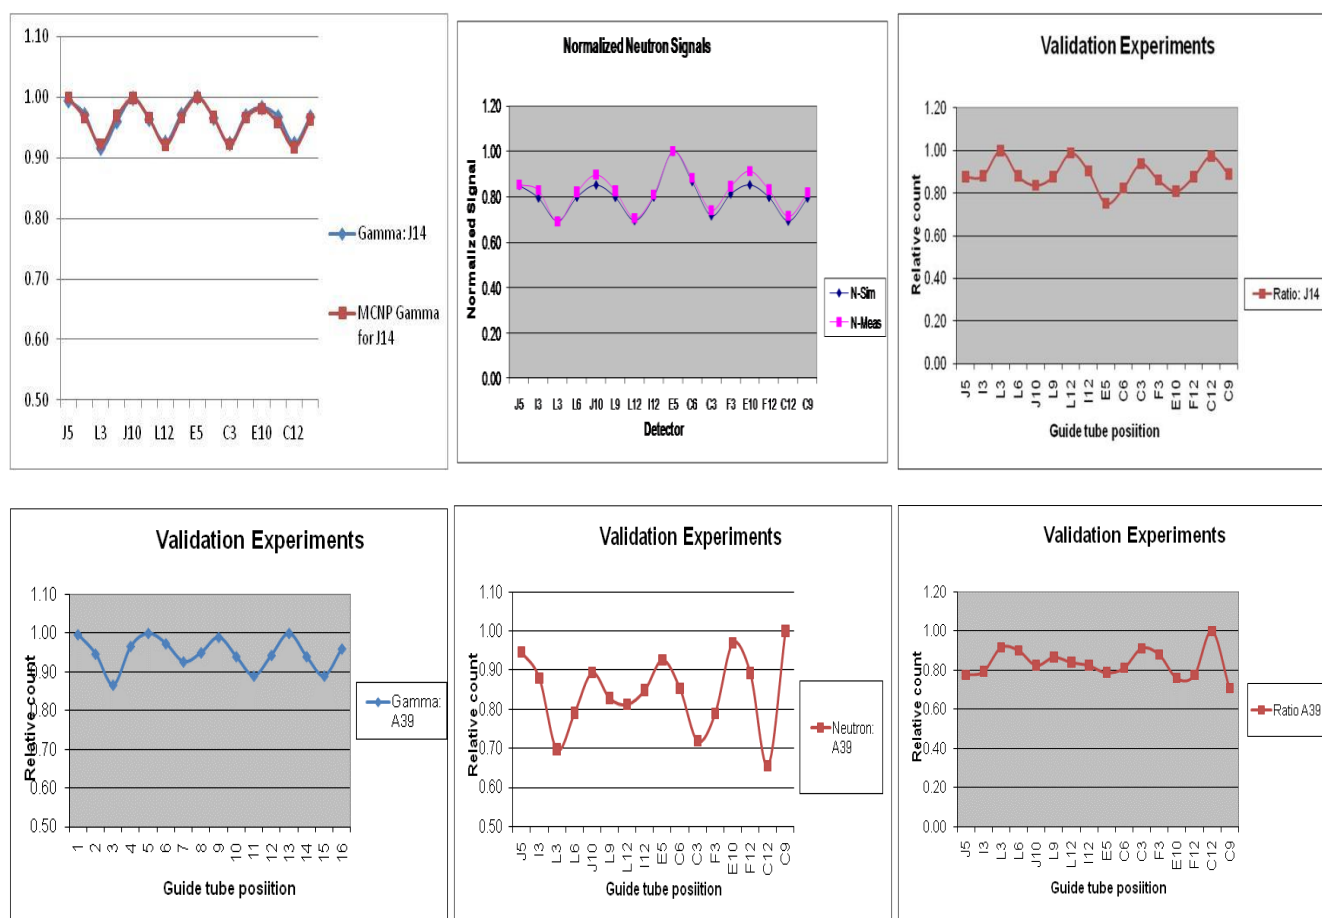 1.10
1.00
0.90
0.80
0.70
0.60
0.50
J5 L3 J10 L12 E5 C3 E10 C12
Gamma: J14
MCNP Gamma
for J14
Normalized Neutron Signals
Normalized Signal
1.20
1.00
0.80
0.60
0.40
0.20
0.00
J5 I3 L3 L6 J10 L9 L12 I12 E5 C6 C3 F3 E10 F12 C12 C9
Detector
N-Sim
N-Meas
Validation Experiments
Relative count
1.20
1.00
0.80
0.60
0.40
0.20
0.00
J5 I3 L3 L6 J10 L9 L12 I12 E5 C6 C3 F3 E10 F12 C12 C9
Guide tube posiition
Ratio: J14
Validation Experiments
Relative count
1.10
1.00
0.90
0.80
0.70
0.60
0.50
1 2 3 4 5 6 7 8 9 10 11 12 13 14 15 16
Guide tube posiition
Gamma:
A39
Validation Experiments
Relative count
1.10
1.00
0.90
0.80
0.70
0.60
0.50
J5 I3 L3 L6 J10 L9 L12 I12 E5 C6 C3 F3 E10 F12 C12 C9
Guide tube posiition
Neutron:
A39
Validation Experiments
Relative count
1.20
1.00
0.80
0.60
0.40
0.20
0.00
J5 I3 L3 L6 J10 L9 L12 I12 E5 C6 C3 F3 E10 F12 C12 C9
Guide tube posiition
Ratio A39